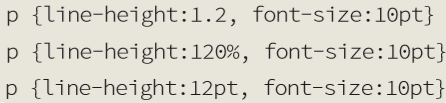 p {line-height:1.2, font-size:10pt}
p {line-height:120%, font-size:10pt}
p {line-height:12pt, font-size:10pt}